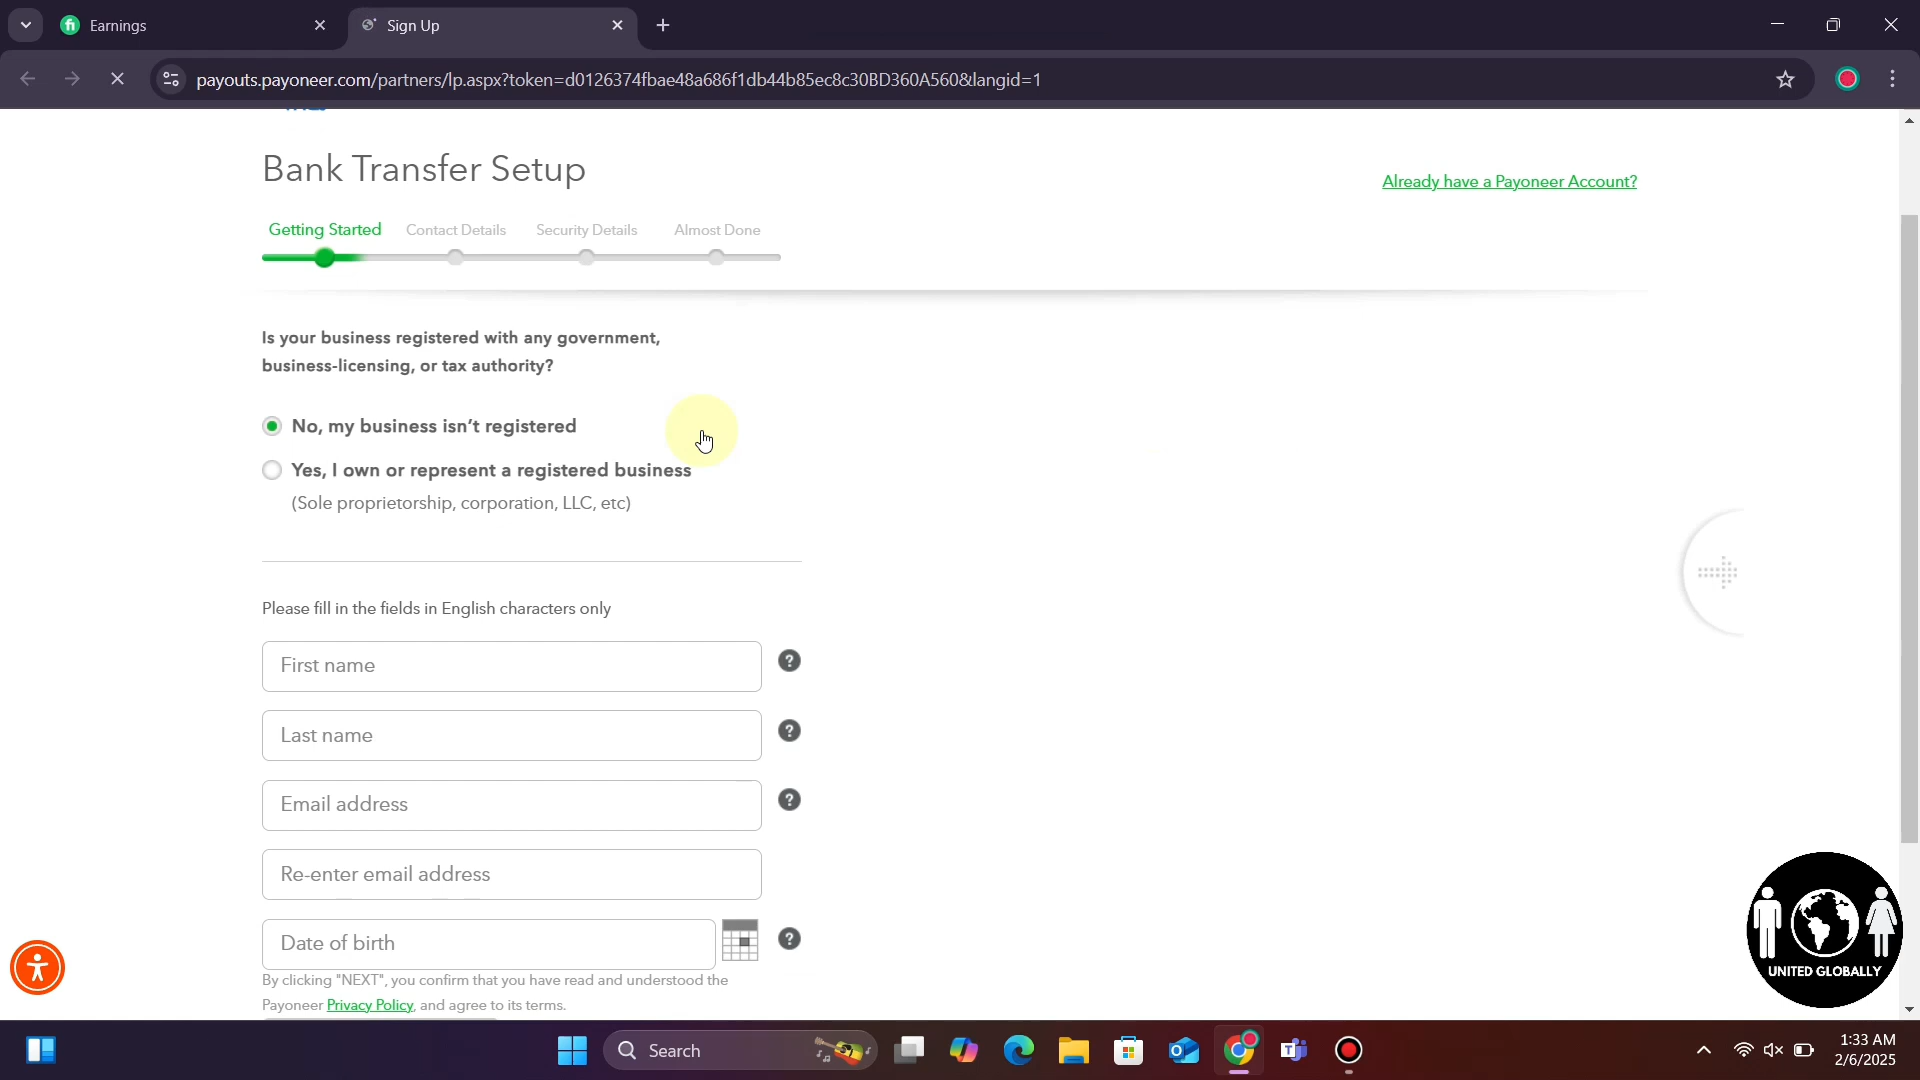 Earnings
Sign Up
payouts.payoneer.com/partners/lp.aspx?token=d0126374fbae48a686f1db44b85ec8c30BD360A560&langid=1
Bank Transfer Setup
Already have a Payoneer Account?
Getting Started Contact Details Security Details Almost Done
Is your business registered with any government,
business-licensing, or tax authority?
No, my business isn't registered
Yes, I own or represent a registered business
(Sole proprietorship, corporation, LLC, etc)
Please fill in the fields in English characters only
First name
Last name
Email address
Re-enter email address
Date of birth
By clicking "NEXT", you confirm that you have read and understood the
Payoneer Privacy Policy, and agree to its terms.
UNITED GLOBALLY
Search
1:33 AM
2/6/2025